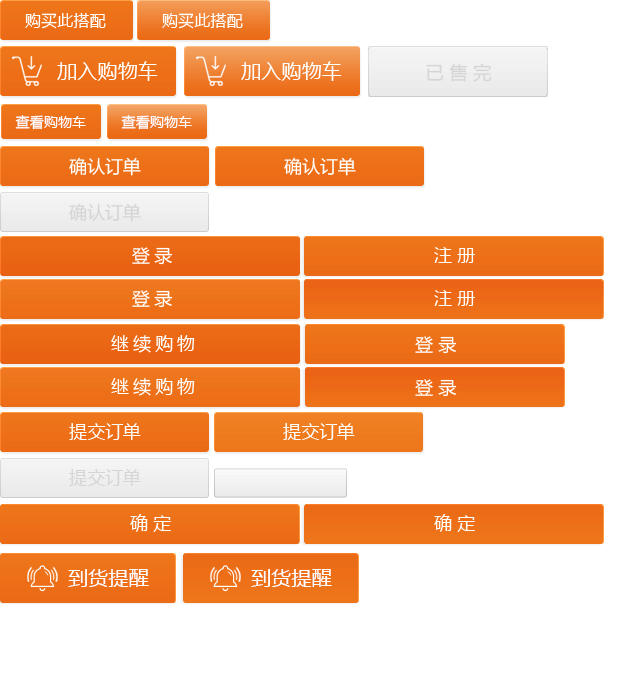 购买此搭配 购买此搭配
加入购物车 加入购物车 已售完
查看购物车 查看购物车
确认订单 确认订单
确认订单
登录 注册
登录 注册
继续购物 登录
继续购物 登录
提交订单 提交订单
提交订单
确定 确定
到货提醒 到货提醒